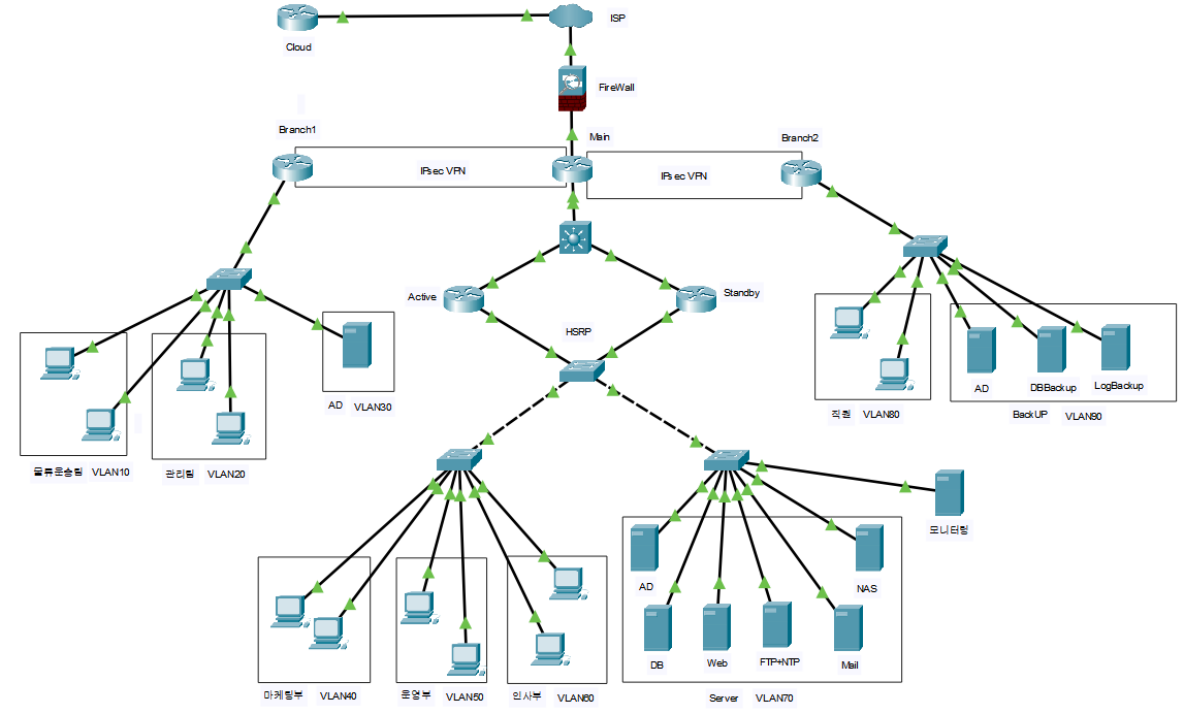 Cloud
ISP
FireWall
Branch1
Main
Branch2
IPsec VPN
IPsec VPN
Active
Standby
HSRP
AD VLAN30
물류운송팀 VLAN10
관리팀 VLAN20
직원 VLAN80
AD
DBBackup
LogBackup
BackUP VLAN90
모니터링
AD
NAS
DB
Web
FTP+NTP
Mail
마케팅부 VLAN40
운영부 VLAN50
인사부 VLAN60
Server VLAN70